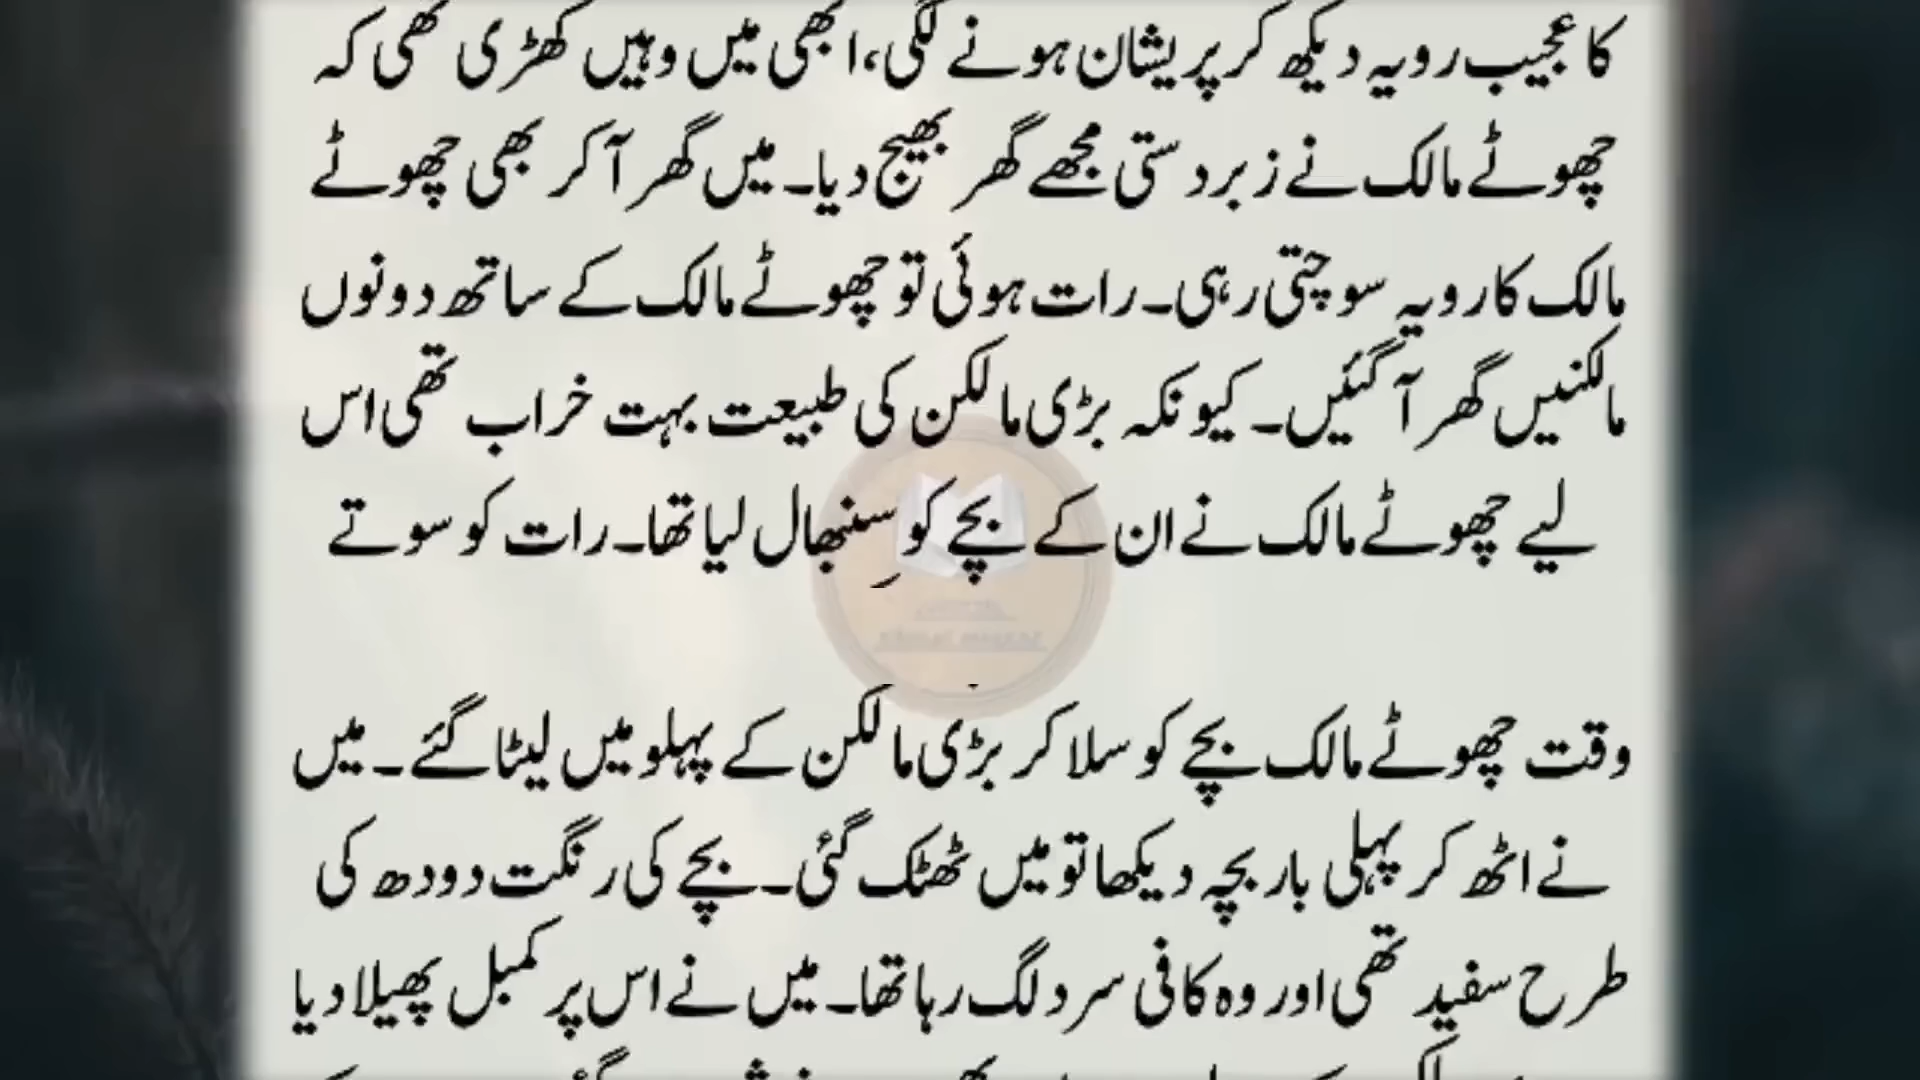 کا عجیب رویہ دیکھ کر پریشان ہونے لگی، ابھی میں وہیں کھڑی تھی کہ
چھوٹے مالک نے زبردستی مجھے گھر بھیج دیا۔ میں گھر آ کر بھی چھوٹے
مالک کا رویہ سوچتی رہی۔ رات ہوئی تو چھوٹے مالک کے ساتھ دونوں
مالکنیں گھر آ گئیں۔ کیونکہ بڑی مالکن کی طبیعت بہت خراب تھی اس
لیے چھوٹے مالک نے ان کے بچے کو سِنبھال لیا تھا۔ رات کو سوتے
وقت چھوٹے مالک بچے کو سلا کر بڑی مالکن کے پہلو میں لیٹا گئے۔ میں
نے اٹھ کر پہلی بار بچہ دیکھا تو میں ٹھٹک گئی۔ بچے کی رنگت دودھ کی
طرح سفید تھی اور وہ کافی سرد لگ رہا تھا۔ میں نے اس پر کمبل پھیلا دیا